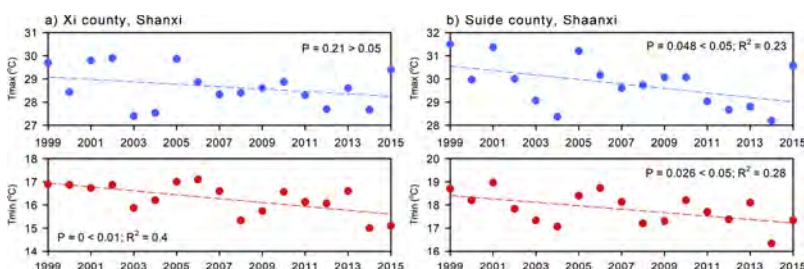 a) Xi county, Shanxi
b) Suide county, Shaanxi
Tmax (°C)
31
30
29
28
27
26
P = 0.21 > 0.05
1999 2001 2003 2005 2007 2009 2011 2013 2015
Tmax (°C)
32
31
30
29
28
P = 0.048 < 0.05; R² = 0.23
1999 2001 2003 2005 2007 2009 2011 2013 2015
Tmin (°C)
18
17
16
15
14
P = 0 < 0.01; R² = 0.4
1999 2001 2003 2005 2007 2009 2011 2013 2015
Tmin (°C)
20
19
18
17
16
P = 0.026 < 0.05; R² = 0.28
1999 2001 2003 2005 2007 2009 2011 2013 2015